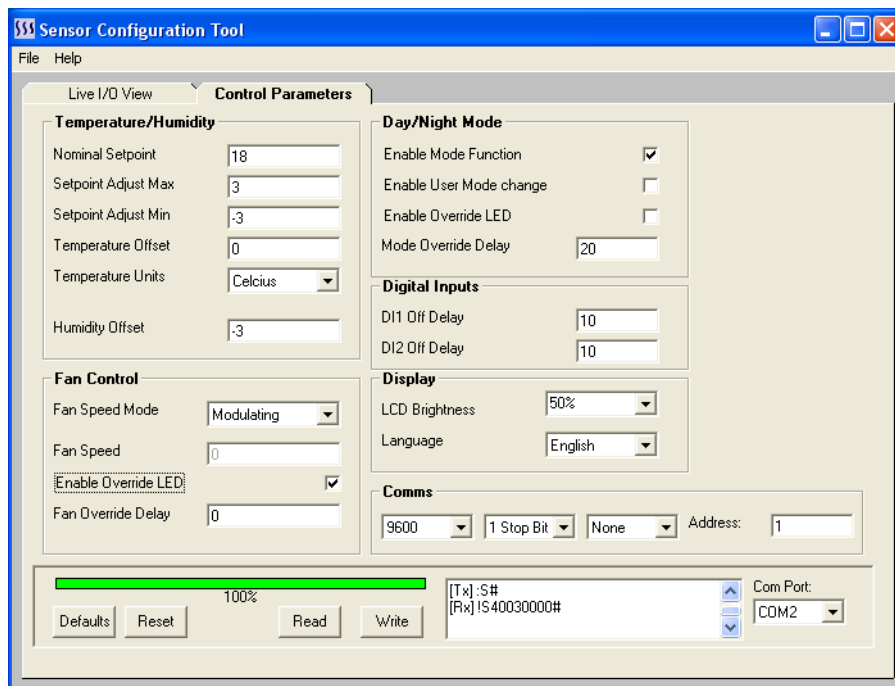 Sensor Configuration Tool
File Help
Live I/O View Control Parameters
Temperature/Humidity
Nominal Setpoint 18
Setpoint Adjust Max 3
Setpoint Adjust Min -3
Temperature Offset 0
Temperature Units Celcius
Humidity Offset -3
Fan Control
Fan Speed Mode Modulating
Fan Speed 0
Enable Override LED
Fan Override Delay 0
Day/Night Mode
Enable Mode Function
Enable User Mode change
Enable Override LED
Mode Override Delay 20
Digital Inputs
DI1 Off Delay 10
DI2 Off Delay 10
Display
LCD Brightness 50%
Language English
Comms
9600 1 Stop Bit None Address: 1
100%
Defaults Reset Read Write
[Tx] :S#
[Rx] !S40030000#
Com Port:
COM2